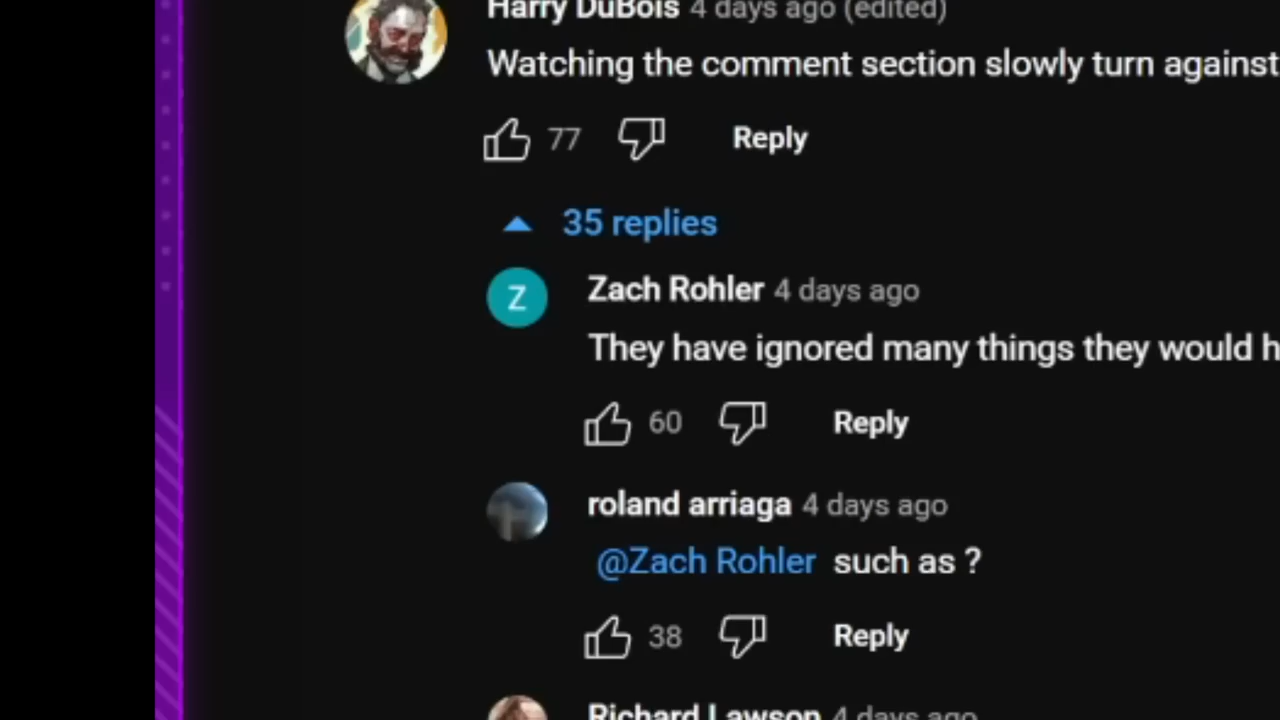 Harry DuBois 4 days ago (edited)
Watching the comment section slowly turn against
77 Reply
35 replies
Z
Zach Rohler 4 days ago
They have ignored many things they would h
60 Reply
roland arriaga 4 days ago
@Zach Rohler such as ?
38 Reply
Richard Lawson 4 days ago